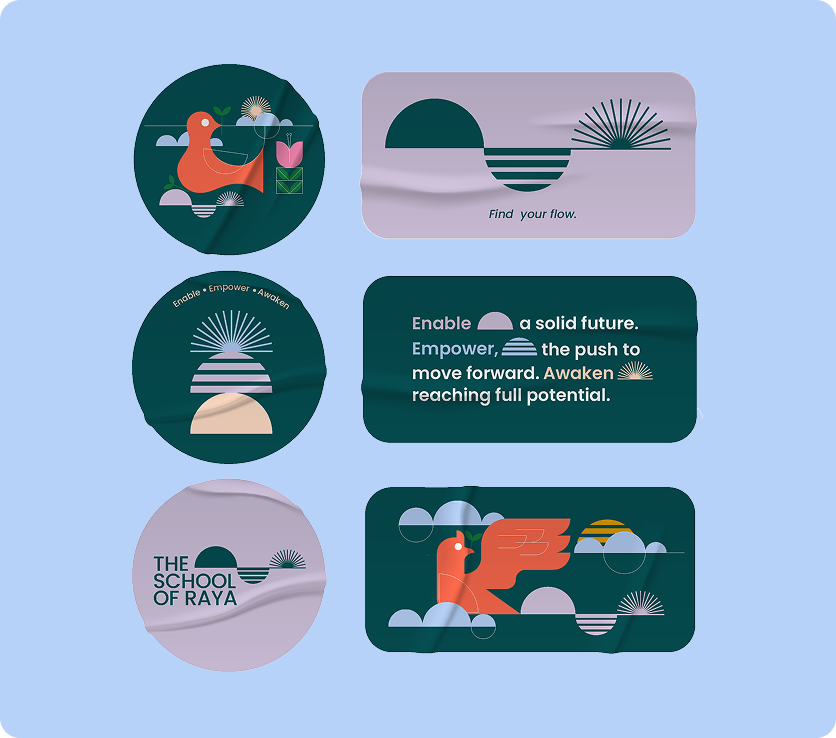 Find your flow.
Enable • Empower • Awaken
Enable a solid future.
Empower, the push to
move forward. Awaken
reaching full potential.
THE
SCHOOL
OF RAYA